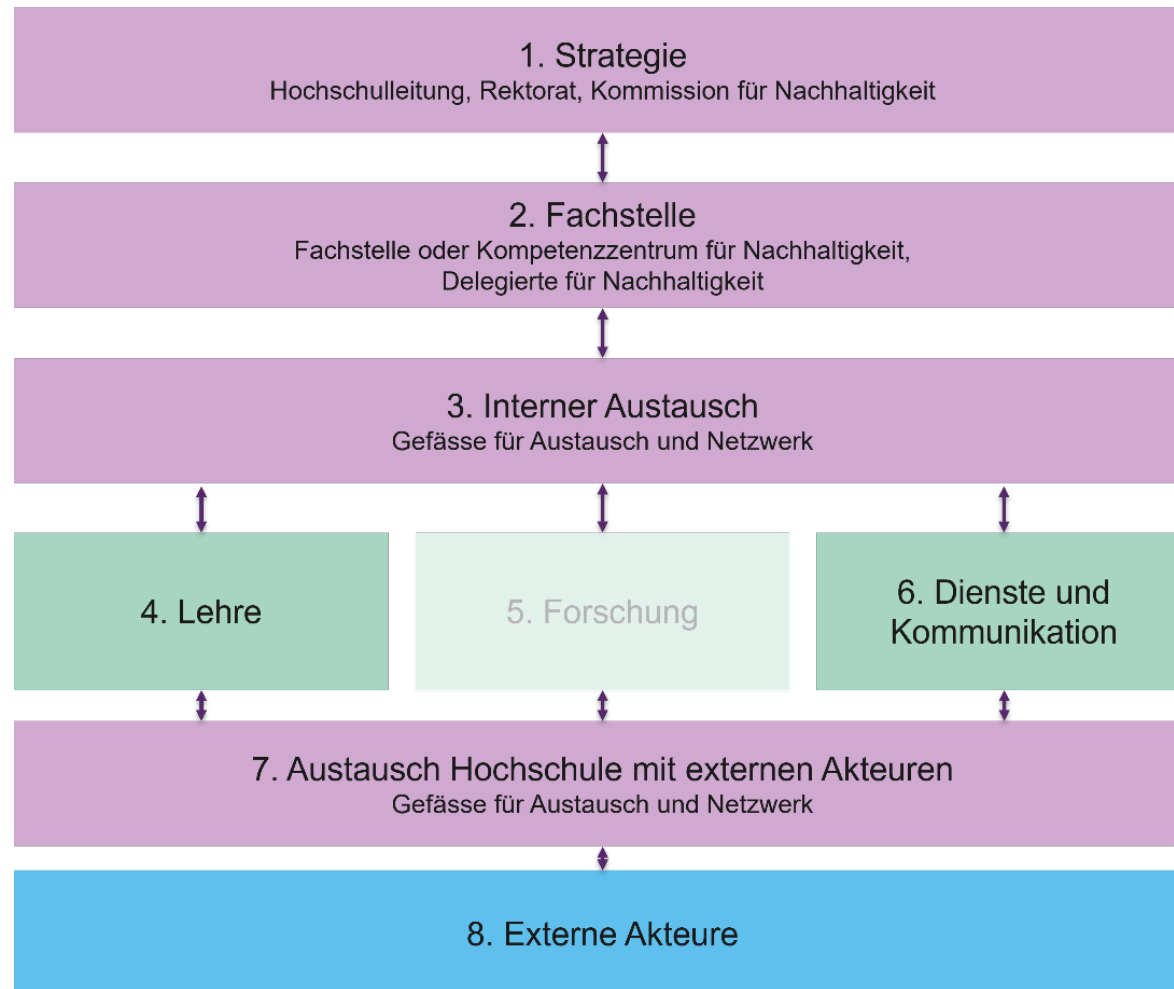 1. Strategie
Hochschulleitung, Rektorat, Kommission für Nachhaltigkeit
2. Fachstelle
Fachstelle oder Kompetenzzentrum für Nachhaltigkeit,
Delegierte für Nachhaltigkeit
3. Interner Austausch
Gefässe für Austausch und Netzwerk
4. Lehre
5. Forschung
6. Dienste und
Kommunikation
7. Austausch Hochschule mit externen Akteuren
Gefässe für Austausch und Netzwerk
8. Externe Akteure